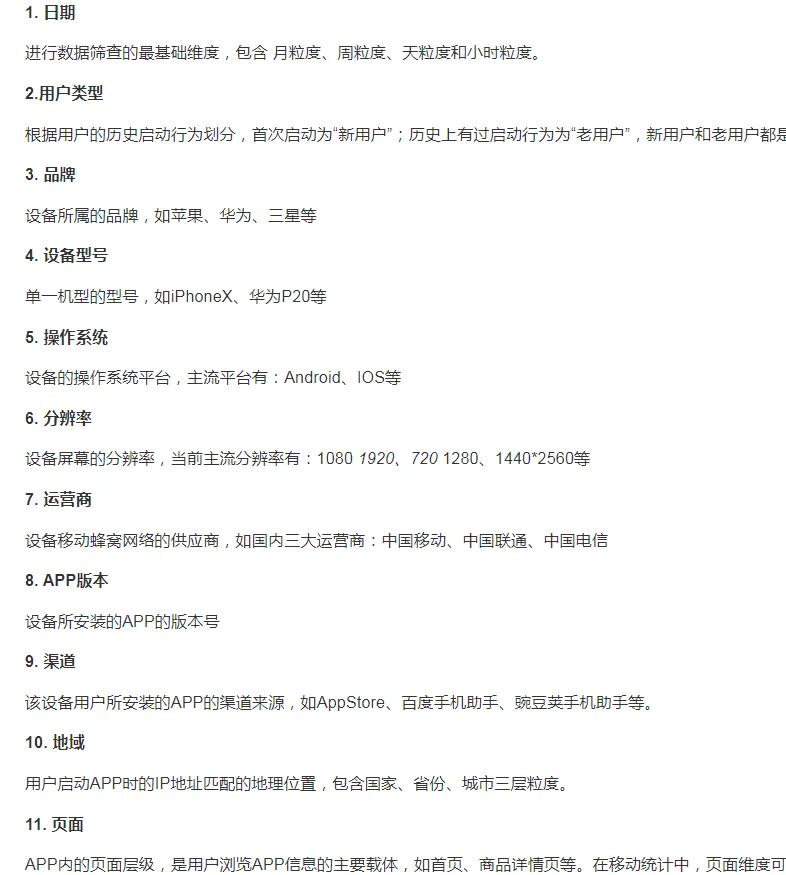 1. 日期
进行数据筛查的最基础维度，包含 月粒度、周粒度、天粒度和小时粒度。
2.用户类型
根据用户的历史启动行为划分，首次启动为“新用户”；历史上有过启动行为为“老用户”，新用户和老用户都是
3. 品牌
设备所属的品牌，如苹果、华为、三星等
4. 设备型号
单一机型的型号，如iPhoneX、华为P20等
5. 操作系统
设备的操作系统平台，主流平台有：Android、IOS等
6. 分辨率
设备屏幕的分辨率，当前主流分辨率有：1080 1920、720 1280、1440*2560等
7. 运营商
设备移动蜂窝网络的供应商，如国内三大运营商：中国移动、中国联通、中国电信
8. APP版本
设备所安装的APP的版本号
9. 渠道
该设备用户所安装的APP的渠道来源，如AppStore、百度手机助手、豌豆荚手机助手等。
10. 地域
用户启动APP时的IP地址匹配的地理位置，包含国家、省份、城市三层粒度。
11. 页面
APP内的页面层级，是用户浏览APP信息的主要载体，如首页、商品详情页等。在移动统计中，页面维度可